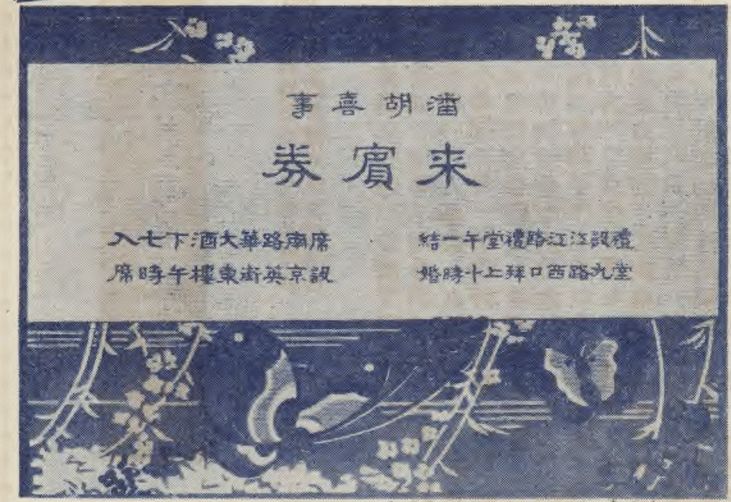 潘胡喜事
来賓券
禮堂設九江路江西路口禮拜堂上午十一時結婚
席設南京路英華街大東酒樓下午七時入席